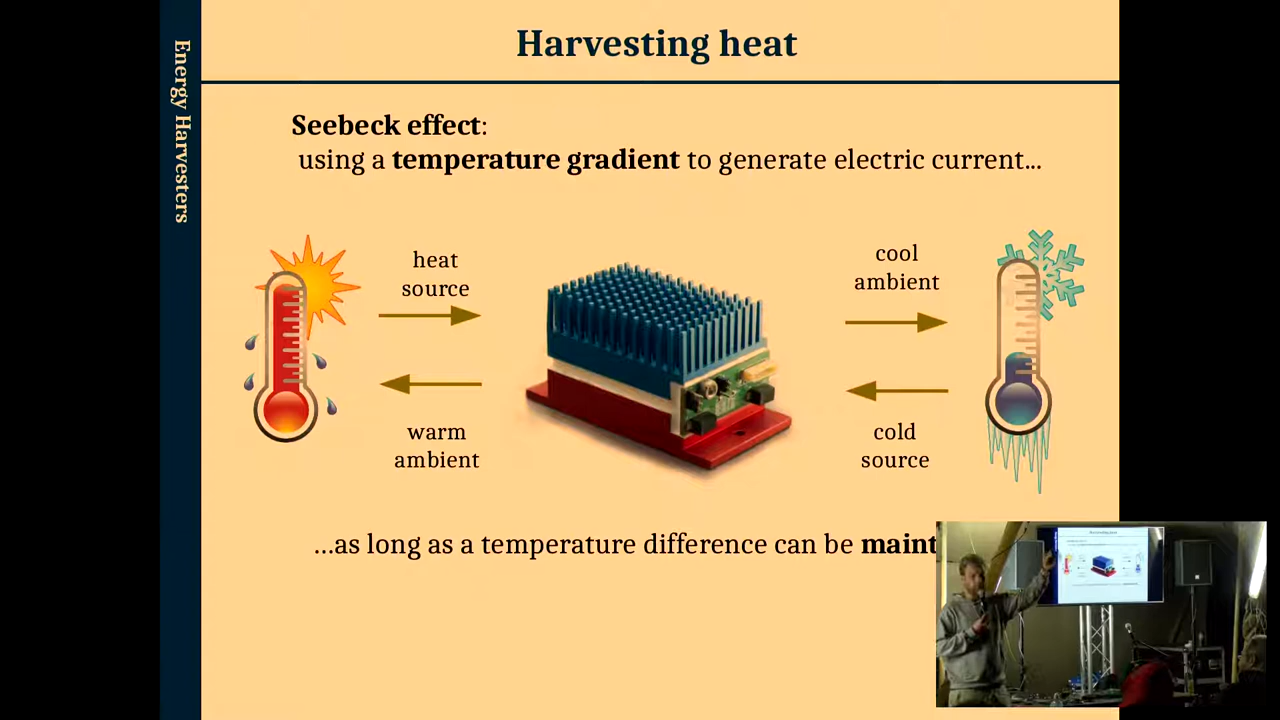 Harvesting heat
Energy Harvesters
Seebeck effect:
using a temperature gradient to generate electric current...
heat
source
cool
ambient
warm
ambient
cold
source
...as long as a temperature difference can be